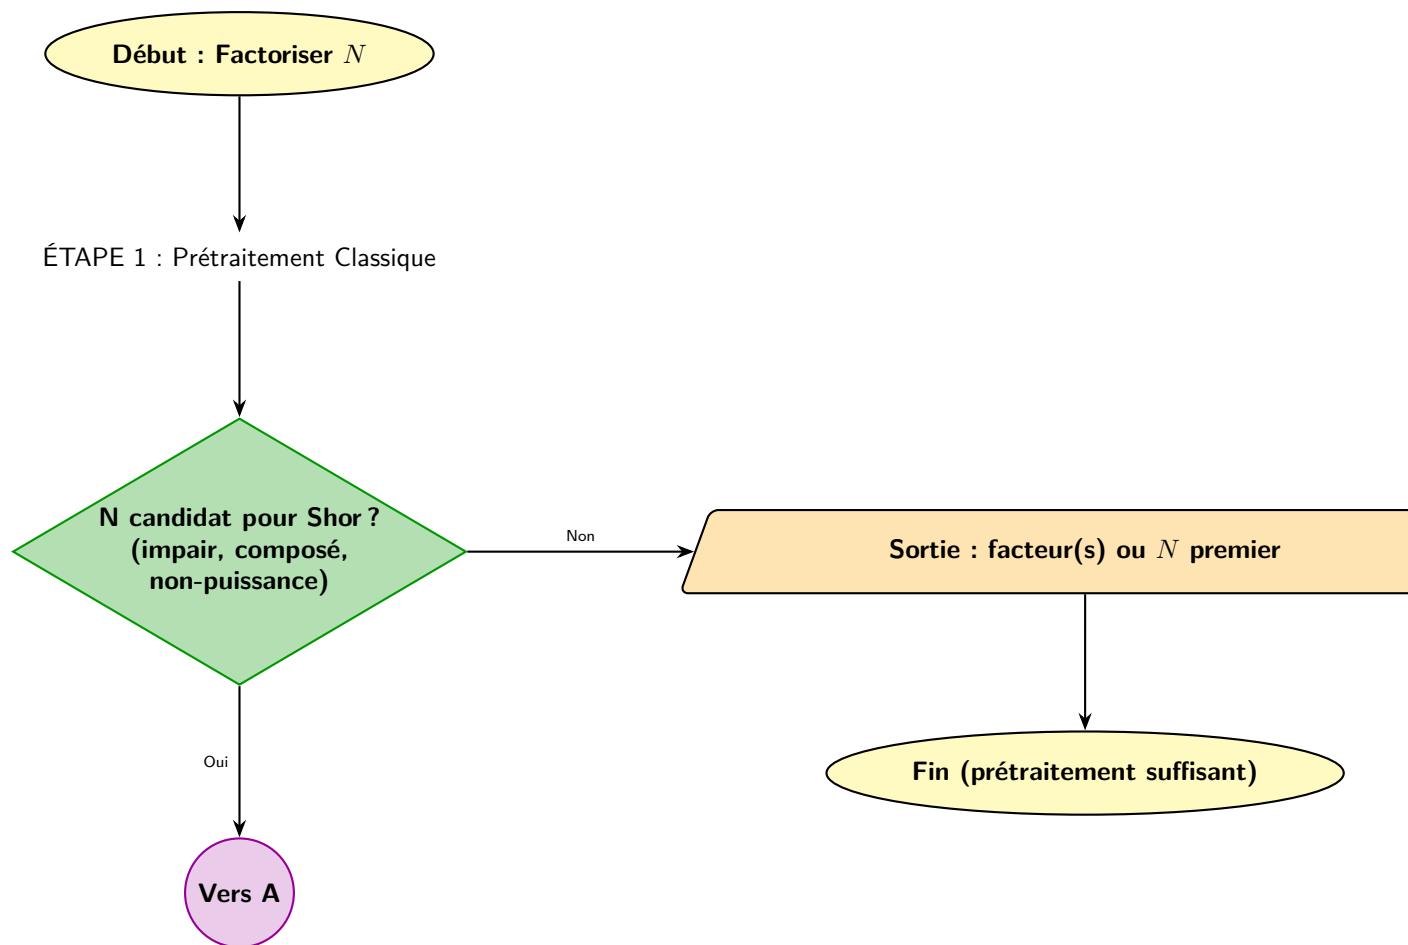 Début : Factoriser N
ÉTAPE 1 : Prétraitement Classique
N candidat pour Shor ?
(impair, composé,
non-puissance)
Non
Sortie : facteur(s) ou N premier
Fin (prétraitement suffisant)
Oui
Vers A